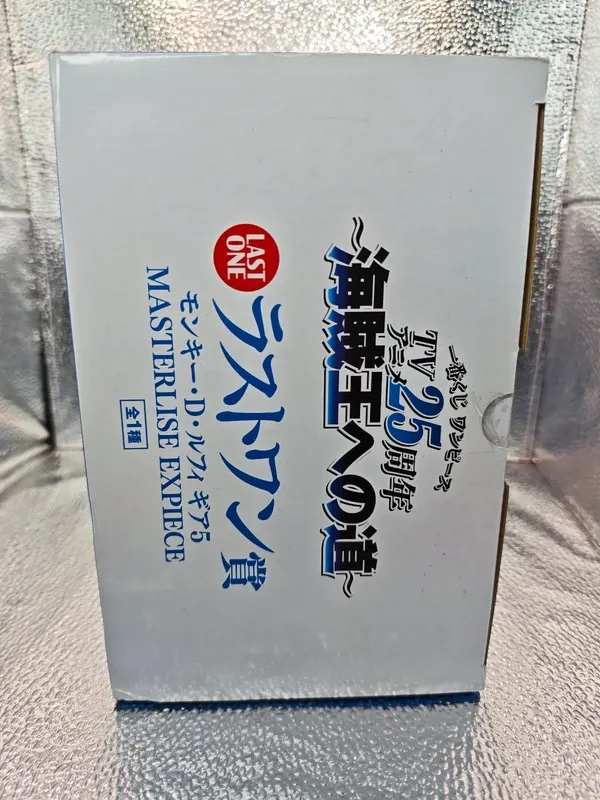 一番くじ ワンピース
TVアニメ25周年
～海賊王への道～
LAST ONE
ラストワン賞
モンキー・D・ルフィ ギア5
MASTERLISE EXPIECE
全1種